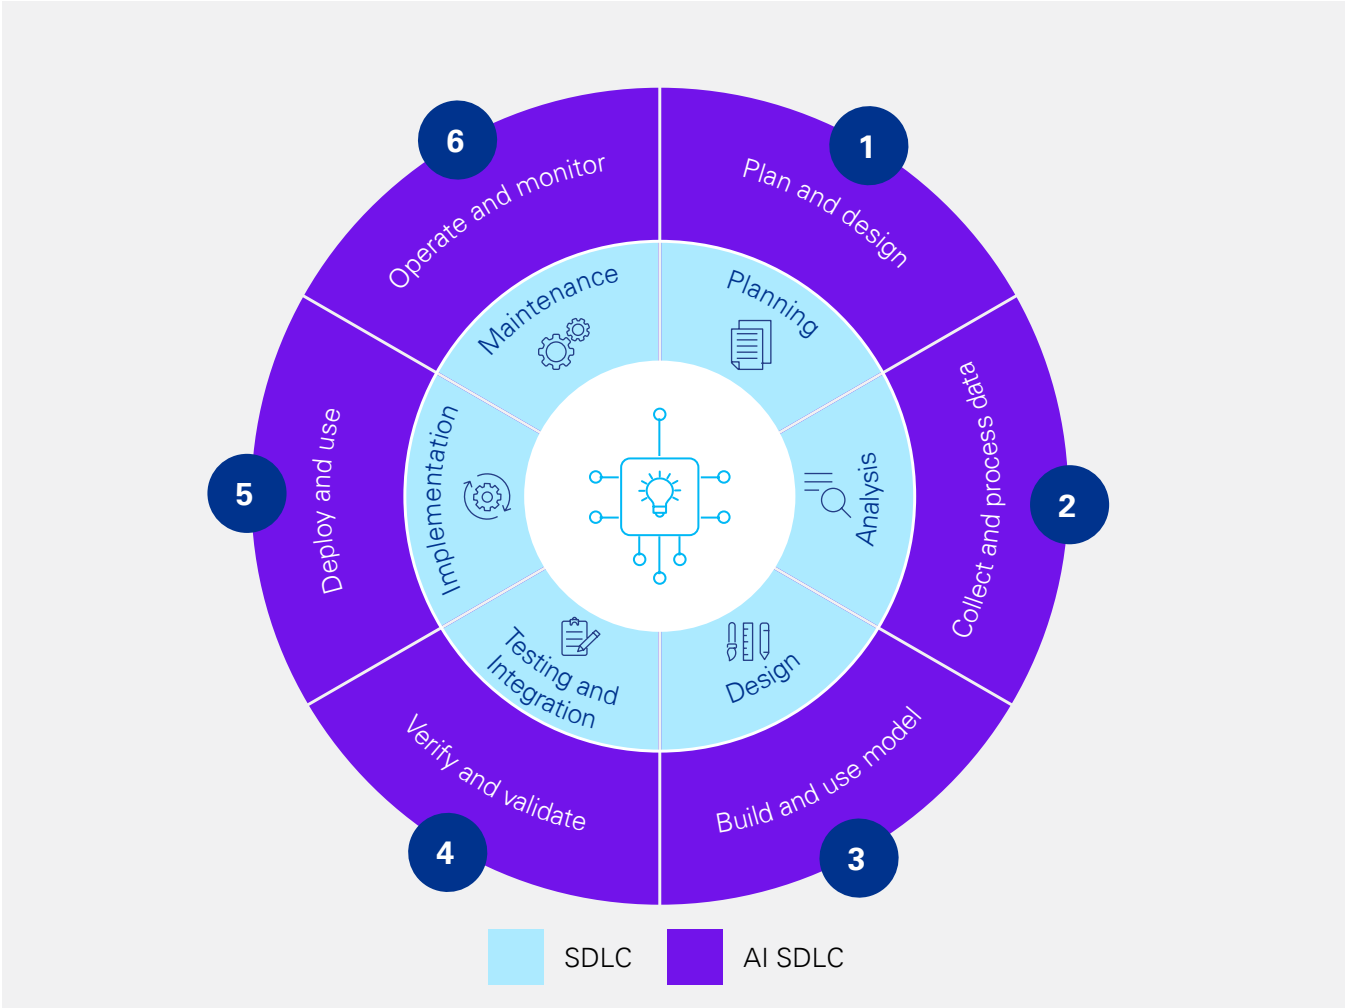 1
Plan and design
2
Collect and process data
3
Build and use model
4
Verify and validate
5
Deploy and use
6
Operate and monitor
Planning
Analysis
Design
Testing and
Integration
Implementation
Maintenance
SDLC
AI SDLC